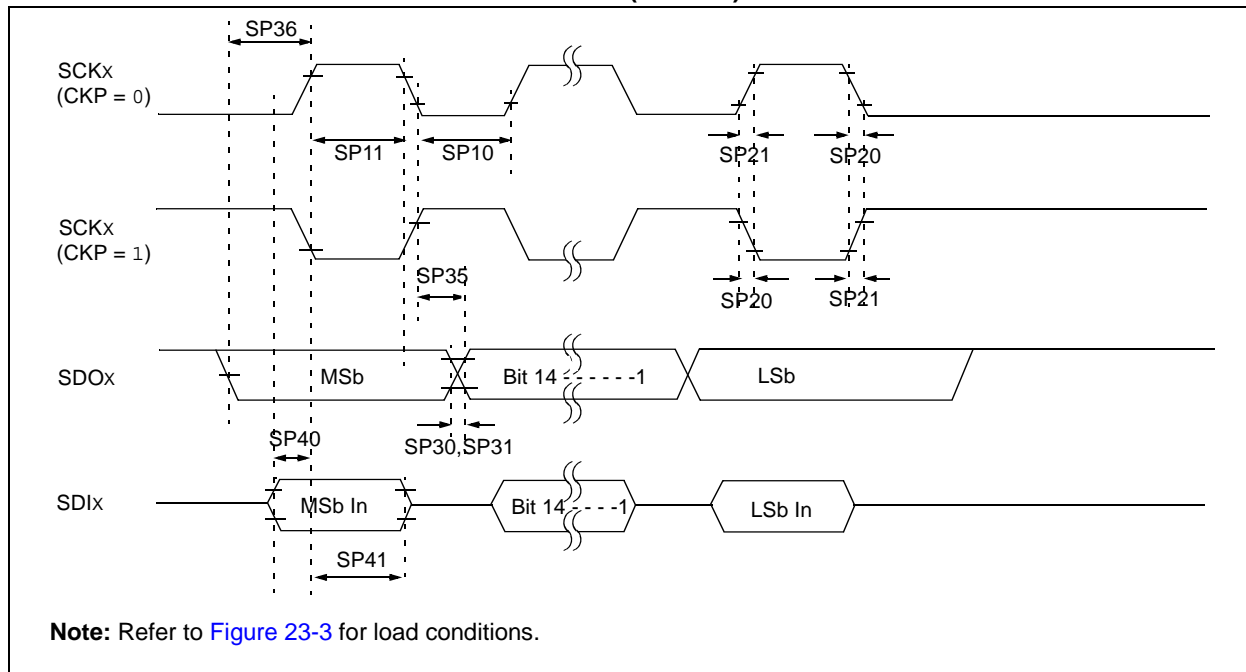 SP36
SCKx
(CKP = 0)
SP11
SP10
SP21
SP20
SCKx
(CKP = 1)
SP35
SP20
SP21
SDOx
MSb
Bit 14 - - - - - -1
LSb
SP40
SP30,SP31
SDIx
MSb In
Bit 14 - - - -1
LSb In
SP41
Note: Refer to Figure 23-3 for load conditions.